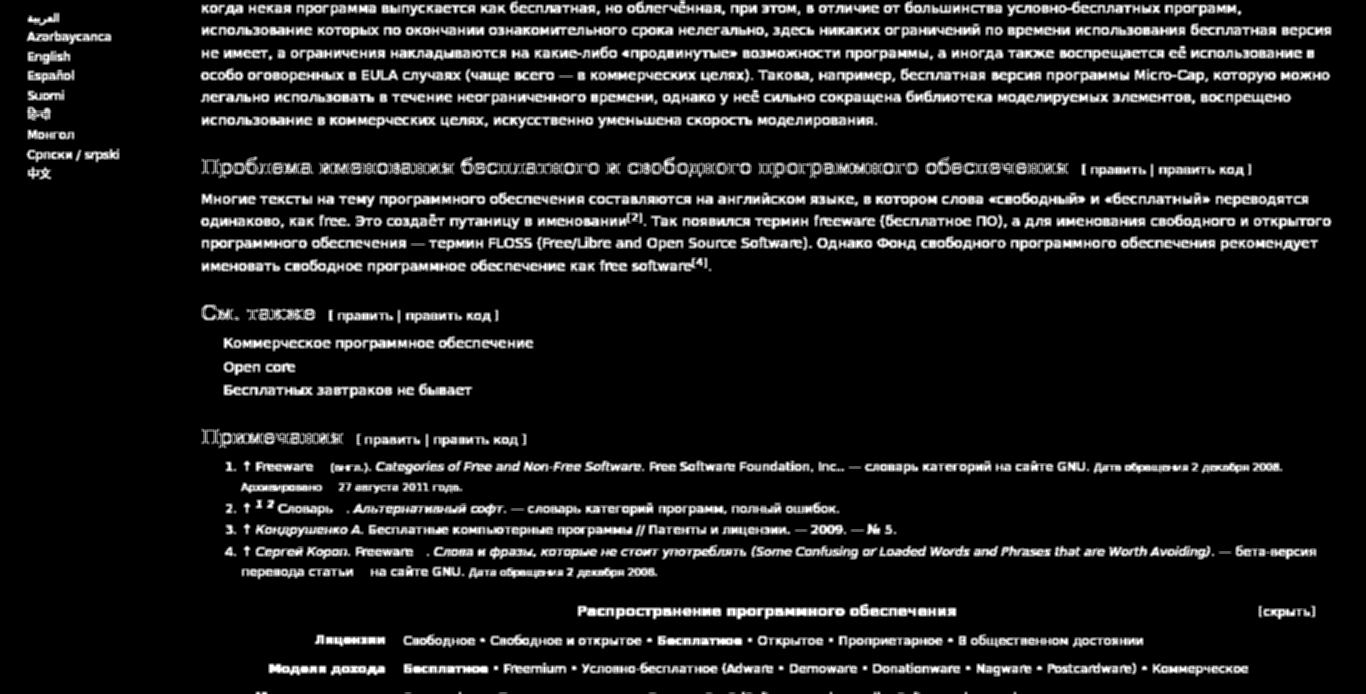 العربية
Azərbaycanca
English
Español
Suomi
हिन्दी
Монгол
Српски / srpski
中文
когда некая программа выпускается как бесплатная, но облегчённая, при этом, в отличие от большинства условно-бесплатных программ,
использование которых по окончании ознакомительного срока нелегально, здесь никаких ограничений по времени использования бесплатная версия
не имеет, а ограничения накладываются на какие-либо «продвинутые» возможности программы, а иногда также воспрещается её использование в
особо оговоренных в EULA случаях (чаще всего — в коммерческих целях). Такова, например, бесплатная версия программы Micro-Cap, которую можно
легально использовать в течение неограниченного времени, однако у неё сильно сокращена библиотека моделируемых элементов, воспрещено
использование в коммерческих целях, искусственно уменьшена скорость моделирования.
Проблема именования бесплатного и свободного программного обеспечения [ править | править код ]
Многие тексты на тему программного обеспечения составляются на английском языке, в котором слова «свободный» и «бесплатный» переводятся
одинаково, как free. Это создаёт путаницу в именовании[2]. Так появился термин freeware (бесплатное ПО), а для именования свободного и открытого
программного обеспечения — термин FLOSS (Free/Libre and Open Source Software). Однако Фонд свободного программного обеспечения рекомендует
именовать свободное программное обеспечение как free software[4].
См. также [ править | править код ]
Коммерческое программное обеспечение
Open core
Бесплатных завтраков не бывает
Примечания [ править | править код ]
1. ↑ Freeware (англ.). Categories of Free and Non-Free Software. Free Software Foundation, Inc.. — словарь категорий на сайте GNU. Дата обращения 2 декабря 2008.
Архивировано 27 августа 2011 года.
2. ↑ 1 2 Словарь . Альтернативный софт. — словарь категорий программ, полный ошибок.
3. ↑ Кондрушенко А. Бесплатные компьютерные программы // Патенты и лицензии. — 2009. — № 5.
4. ↑ Сергей Короп. Freeware . Слова и фразы, которые не стоит употреблять (Some Confusing or Loaded Words and Phrases that are Worth Avoiding). — бета-версия
перевода статьи на сайте GNU. Дата обращения 2 декабря 2008.
Распространение программного обеспечения [скрыть]
Лицензии Свободное • Свободное и открытое • Бесплатное • Открытое • Проприетарное • В общественном достоянии
Модели дохода Бесплатное • Freemium • Условно-бесплатное (Adware • Demoware • Donationware • Nagware • Postcardware) • Коммерческое